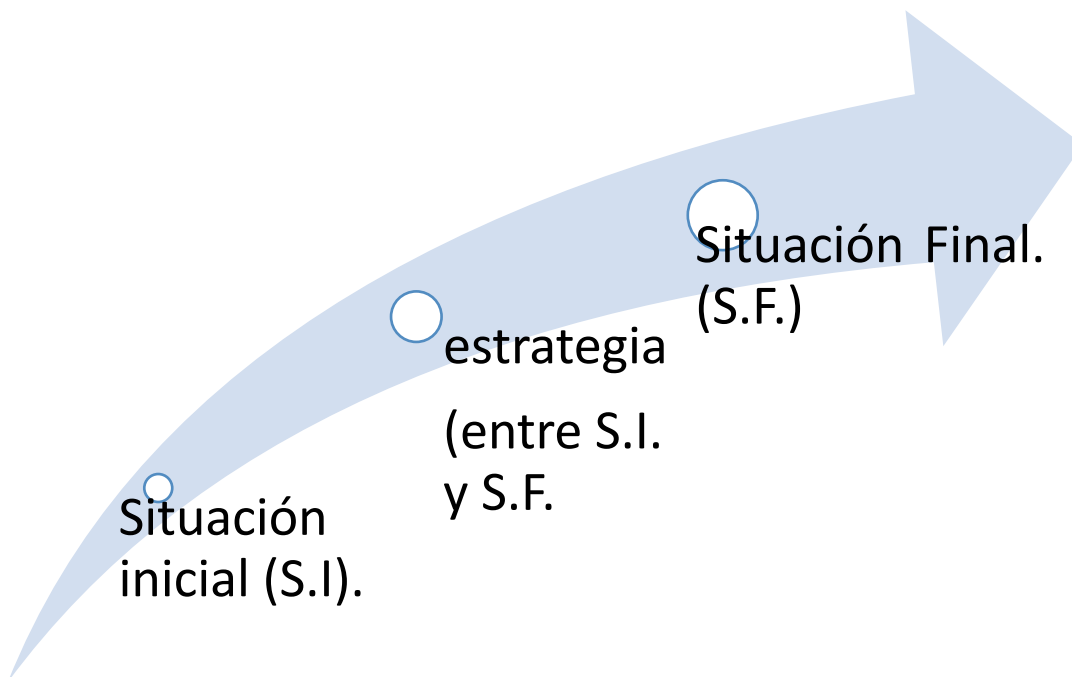 Situación
inicial (S.I).
estrategia
(entre S.I.
y S.F.
Situación Final.
(S.F.)